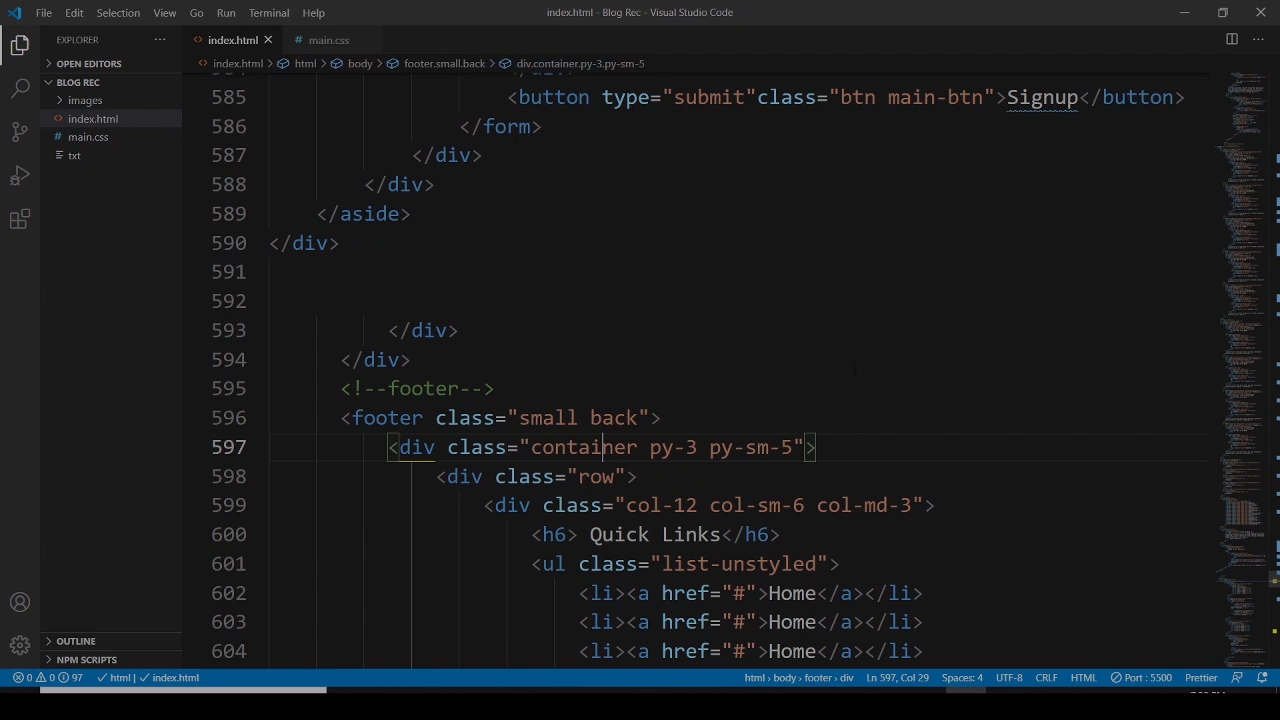 File Edit Selection View Go Run Terminal Help
index.html - Blog Rec - Visual Studio Code
EXPLORER
index.html
main.css
OPEN EDITORS
index.html > html > body > footer.small.back > div.container.py-3.py-sm-5
BLOG REC
images
index.html
main.css
txt
585 <button type="submit"class="btn main-btn">Signup</button>
586 </form>
587 </div>
588 </div>
589 </aside>
590 </div>
591
592
593 </div>
594 </div>
595 <!--footer-->
596 <footer class="small back">
597 <div class="container py-3 py-sm-5">
598 <div class="row">
599 <div class="col-12 col-sm-6 col-md-3">
600 <h6> Quick Links</h6>
601 <ul class="list-unstyled">
602 <li><a href="#">Home</a></li>
603 <li><a href="#">Home</a></li>
604 <li><a href="#">Home</a></li>
OUTLINE
NPM SCRIPTS
0 0 97 html | index.html
html > body > footer > div Ln 597, Col 29 Spaces: 4 UTF-8 CRLF HTML Port : 5500 Prettier